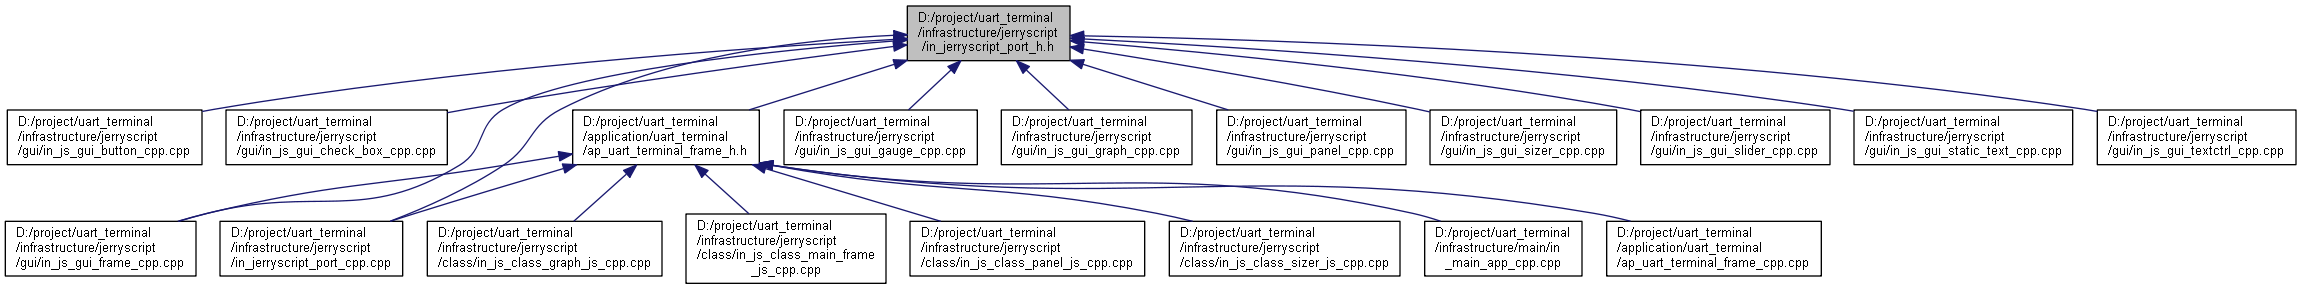 D:/project/uart_terminal
/infrastructure/jerryscript
/in_jerryscript_port_h.h
D:/project/uart_terminal
/infrastructure/jerryscript
/gui/in_js_gui_button_cpp.cpp
D:/project/uart_terminal
/infrastructure/jerryscript
/gui/in_js_gui_check_box_cpp.cpp
D:/project/uart_terminal
/application/uart_terminal
/ap_uart_terminal_frame_h.h
D:/project/uart_terminal
/infrastructure/jerryscript
/gui/in_js_gui_gauge_cpp.cpp
D:/project/uart_terminal
/infrastructure/jerryscript
/gui/in_js_gui_graph_cpp.cpp
D:/project/uart_terminal
/infrastructure/jerryscript
/gui/in_js_gui_panel_cpp.cpp
D:/project/uart_terminal
/infrastructure/jerryscript
/gui/in_js_gui_sizer_cpp.cpp
D:/project/uart_terminal
/infrastructure/jerryscript
/gui/in_js_gui_slider_cpp.cpp
D:/project/uart_terminal
/infrastructure/jerryscript
/gui/in_js_gui_static_text_cpp.cpp
D:/project/uart_terminal
/infrastructure/jerryscript
/gui/in_js_gui_textctrl_cpp.cpp
D:/project/uart_terminal
/infrastructure/jerryscript
/gui/in_js_gui_frame_cpp.cpp
D:/project/uart_terminal
/infrastructure/jerryscript
/in_jerryscript_port_cpp.cpp
D:/project/uart_terminal
/infrastructure/jerryscript
/class/in_js_class_graph_js_cpp.cpp
D:/project/uart_terminal
/infrastructure/jerryscript
/class/in_js_class_main_frame
_js_cpp.cpp
D:/project/uart_terminal
/infrastructure/jerryscript
/class/in_js_class_panel_js_cpp.cpp
D:/project/uart_terminal
/infrastructure/jerryscript
/class/in_js_class_sizer_js_cpp.cpp
D:/project/uart_terminal
/infrastructure/main/in
_main_app_cpp.cpp
D:/project/uart_terminal
/application/uart_terminal
/ap_uart_terminal_frame_cpp.cpp